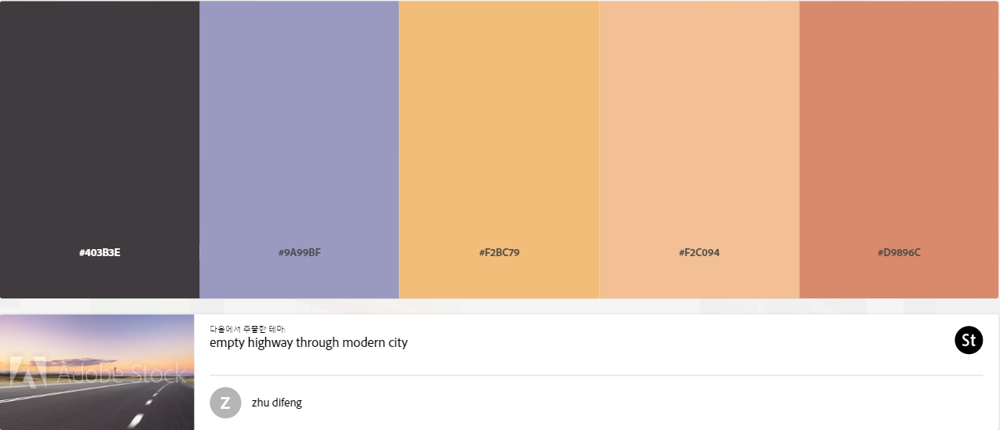 #403B3E
#9A99BF
#F2BC79
#F2C094
#D9896C
다음에서 추출한 테마:
empty highway through modern city
St
Adobe Stock
Z
zhu difeng